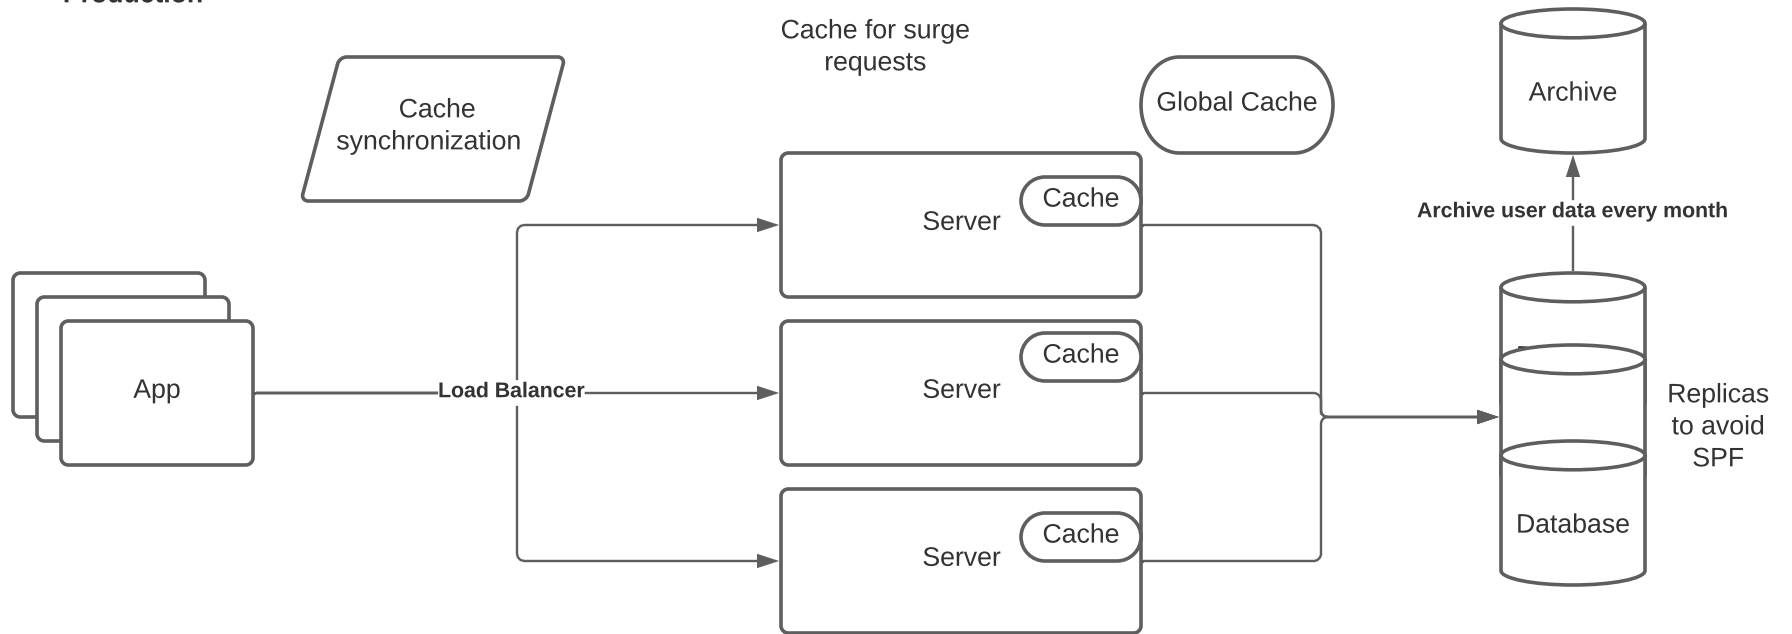 Production
Cache for surge
requests
Cache
synchronization
Global Cache
Archive
Server
Cache
Archive user data every month
App
Load Balancer
Server
Cache
Replicas
to avoid
SPF
Server
Cache
Database